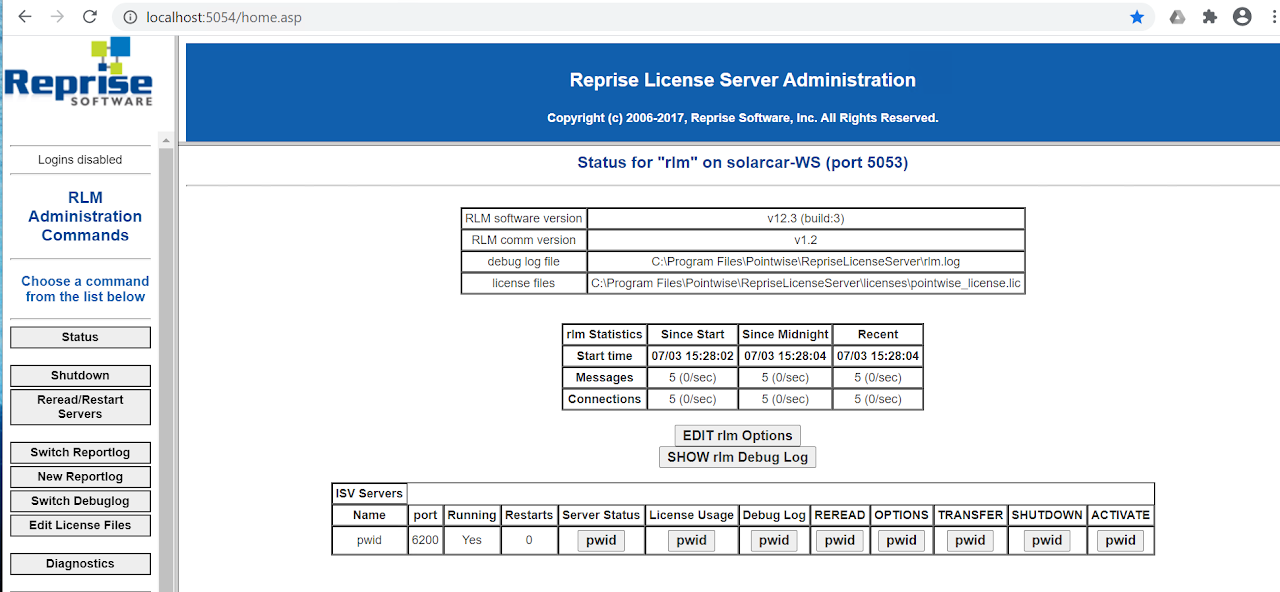 localhost:5054/home.asp
Reprise
SOFTWARE
Reprise License Server Administration
Copyright (c) 2006-2017, Reprise Software, Inc. All Rights Reserved.
Logins disabled
RLM
Administration
Commands
Choose a command
from the list below
Status
Shutdown
Reread/Restart
Servers
Switch Reportlog
New Reportlog
Switch Debuglog
Edit License Files
Diagnostics
Status for "rlm" on solarcar-WS (port 5053)
RLM software version v12.3 (build:3)
RLM comm version v1.2
debug log file C:\Program Files\Pointwise\RepriseLicenseServer\rlm.log
license files C:\Program Files\Pointwise\RepriseLicenseServer\licenses\pointwise_license.lic
rlm Statistics Since Start Since Midnight Recent
Start time 07/03 15:28:02 07/03 15:28:04 07/03 15:28:04
Messages 5 (0/sec) 5 (0/sec) 5 (0/sec)
Connections 5 (0/sec) 5 (0/sec) 5 (0/sec)
EDIT rlm Options
SHOW rlm Debug Log
ISV Servers
Name port Running Restarts Server Status License Usage Debug Log REREAD OPTIONS TRANSFER SHUTDOWN ACTIVATE
pwid 6200 Yes 0 pwid pwid pwid pwid pwid pwid pwid pwid